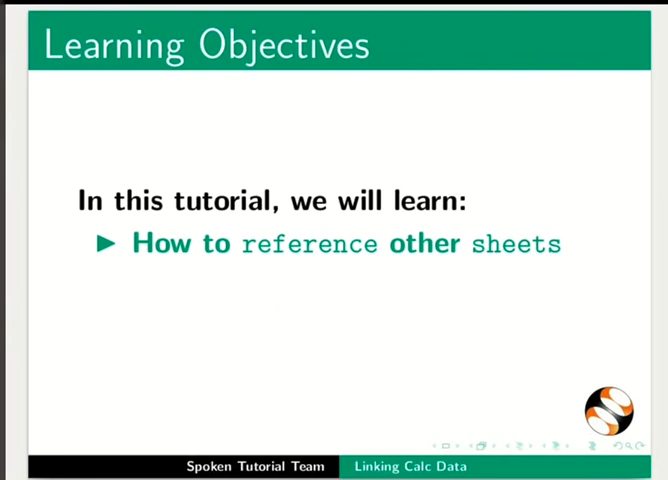 Learning Objectives
In this tutorial, we will learn:
How to reference other sheets
Spoken Tutorial Team Linking Calc Data